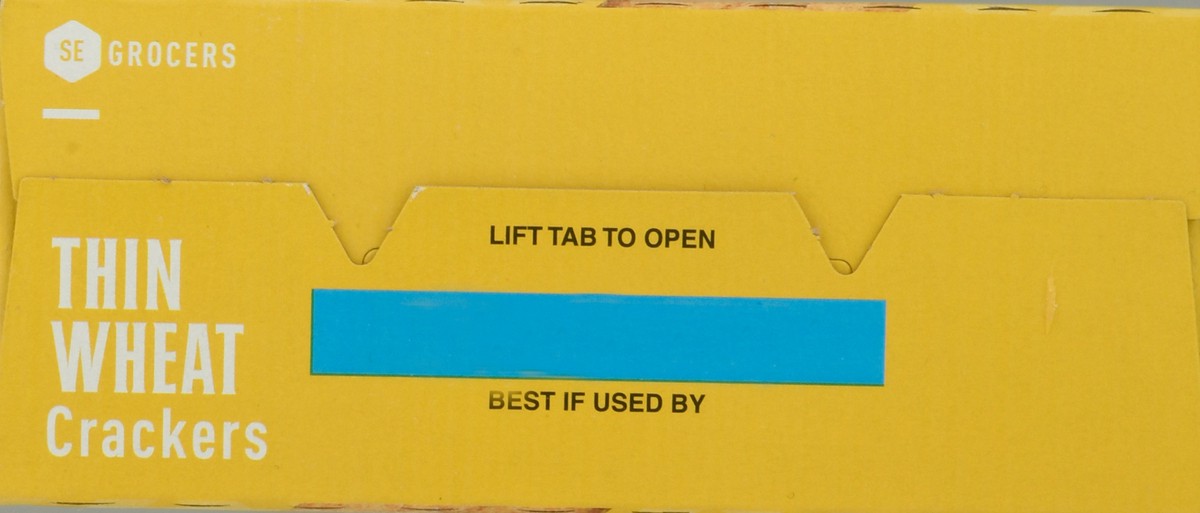 SE GROCERS
LIFT TAB TO OPEN
THIN
WHEAT
Crackers
BEST IF USED BY